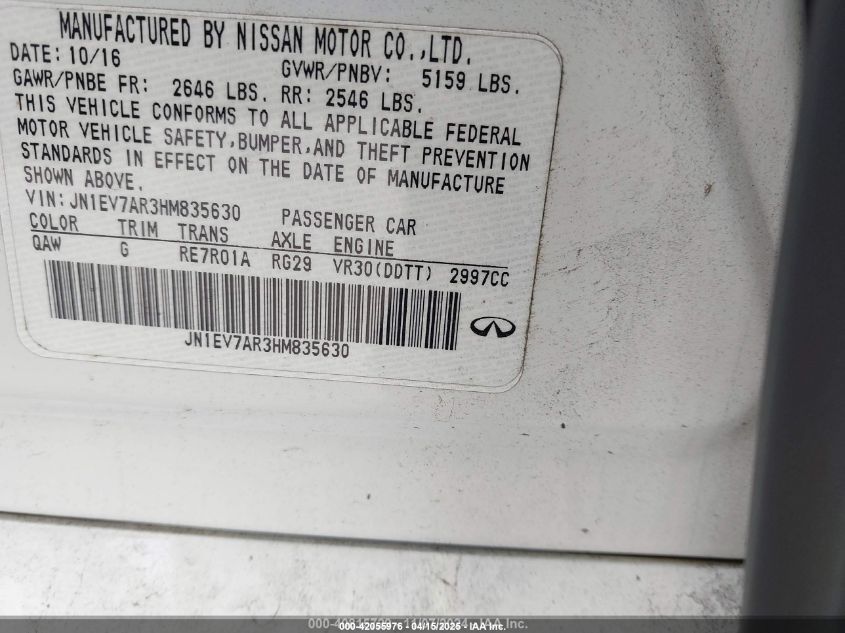 MANUFACTURED BY NISSAN MOTOR CO.,LTD.
DATE: 10/16 GVWR/PNBV: 5159 LBS.
GAWR/PNBE FR: 2646 LBS. RR: 2546 LBS.
THIS VEHICLE CONFORMS TO ALL APPLICABLE FEDERAL
MOTOR VEHICLE SAFETY,BUMPER,AND THEFT PREVENTION
STANDARDS IN EFFECT ON THE DATE OF MANUFACTURE
SHOWN ABOVE.
VIN:JN1EV7AR3HM835630 PASSENGER CAR
COLOR TRIM TRANS AXLE ENGINE
QAW G RE7R01A RG29 VR30(DDTT) 2997CC
JN1EV7AR3HM835630
000-42055976 - 04/15/2025 - IAA Inc.